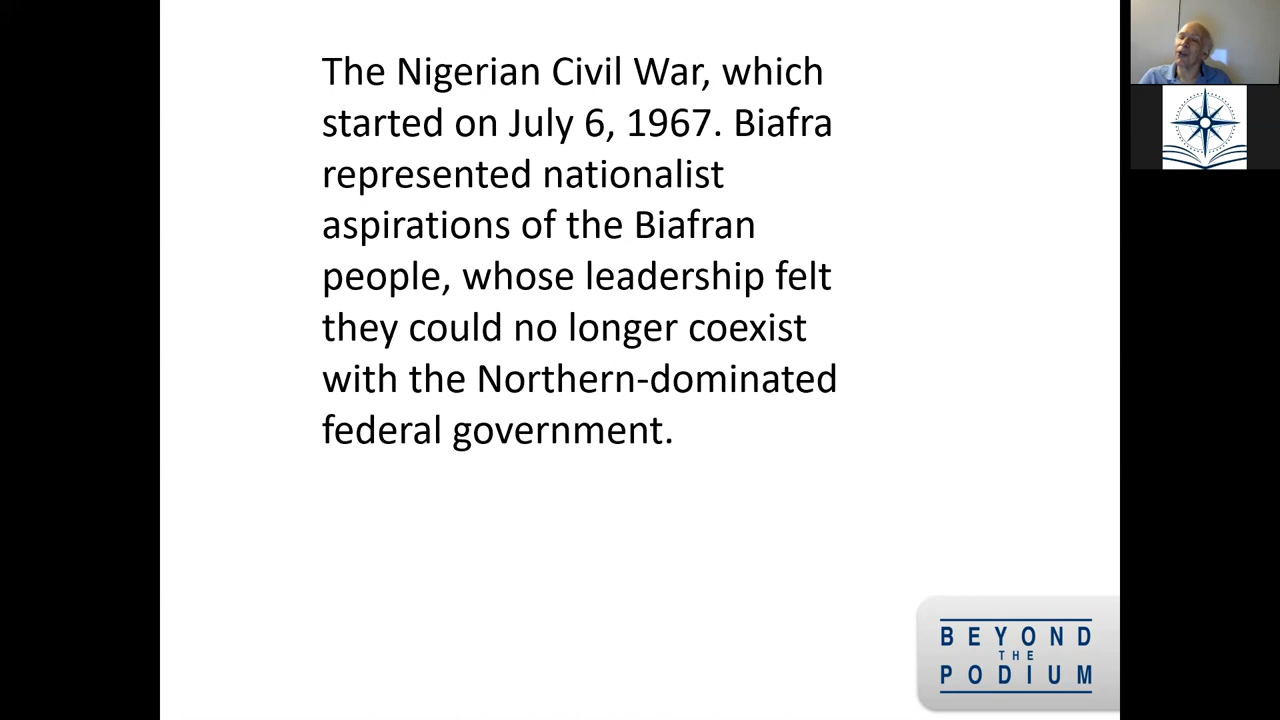 The Nigerian Civil War, which
started on July 6, 1967. Biafra
represented nationalist
aspirations of the Biafran
people, whose leadership felt
they could no longer coexist
with the Northern-dominated
federal government.
BEYOND
THE
PODIUM